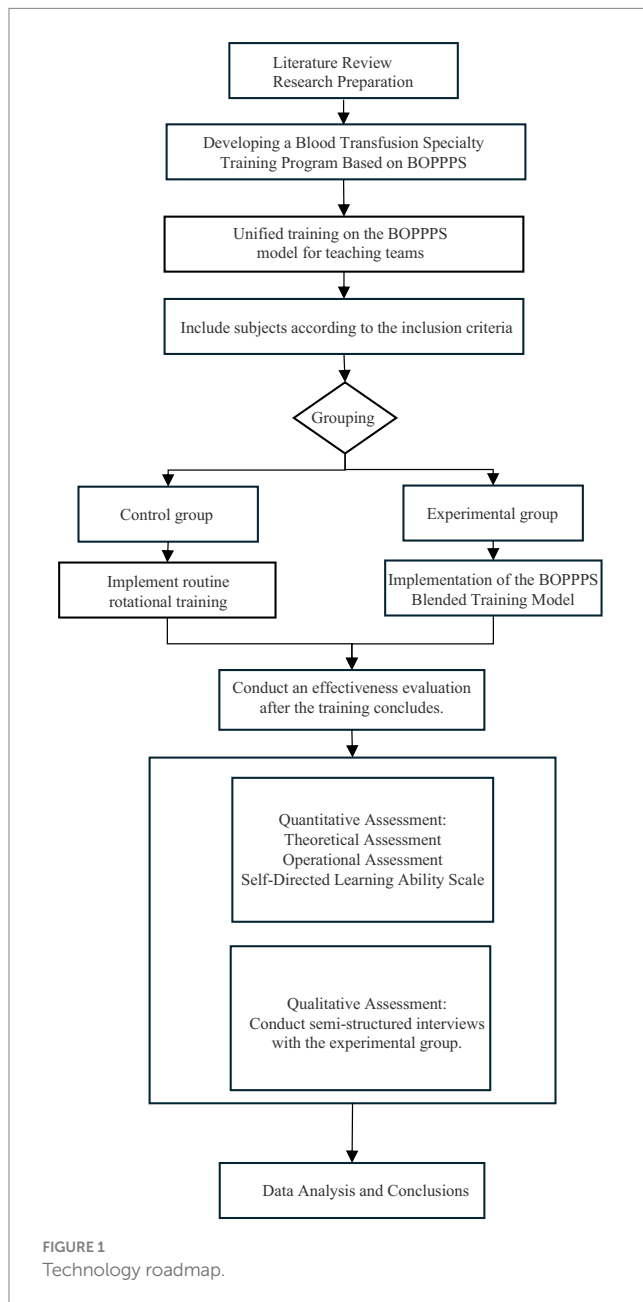 Literature Review
Research Preparation
Developing a Blood Transfusion Specialty
Training Program Based on BOPPPS
Unified training on the BOPPPS
model for teaching teams
Include subjects according to the inclusion criteria
Grouping
Control group
Experimental group
Implement routine
rotational training
Implementation of the BOPPPS
Blended Training Model
Conduct an effectiveness evaluation
after the training concludes.
Quantitative Assessment:
Theoretical Assessment
Operational Assessment
Self-Directed Learning Ability Scale
Qualitative Assessment:
Conduct semi-structured interviews
with the experimental group.
Data Analysis and Conclusions
FIGURE 1
Technology roadmap.